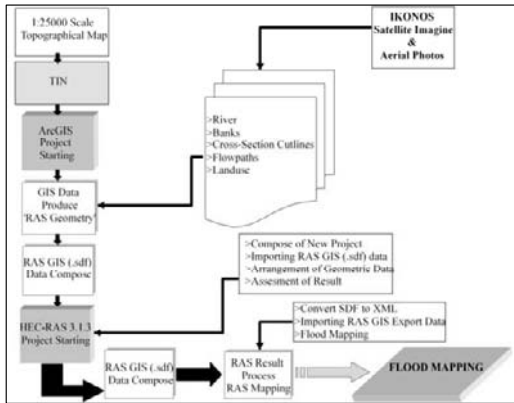 1:25000 Scale
Topographical Map
TIN
ArcGIS
Project
Starting
GIS Data
Produce
'RAS Geometry'
RAS GIS (.sdf)
Data Compose
HEC-RAS 3.1.3
Project Starting
IKONOS
Satellite Imagine
&
Aerial Photos
>River
>Banks
>Cross-Section Cutlines
>Flowpaths
>Landuse
>Compose of New Project
>Importing RAS GIS (.sdf) data
>Arrangement of Geometric Data
>Assesment of Result
>Convert SDF to XML
>Importing RAS GIS Export Data
>Flood Mapping
RAS GIS (.sdf)
Data Compose
RAS Result
Process
RAS Mapping
FLOOD MAPPING